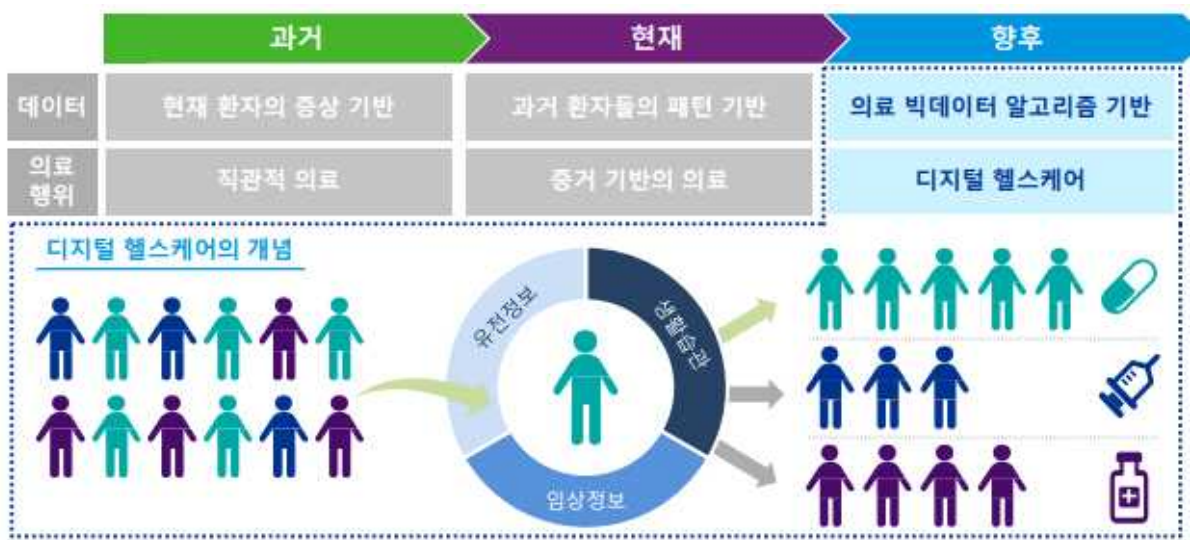 과거
현재
향후
데이터
현재 환자의 증상 기반
과거 환자들의 패턴 기반
의료 빅데이터 알고리즘 기반
의료
행위
직관적 의료
증거 기반의 의료
디지털 헬스케어
디지털 헬스케어의 개념
유전정보
생활습관
임상정보